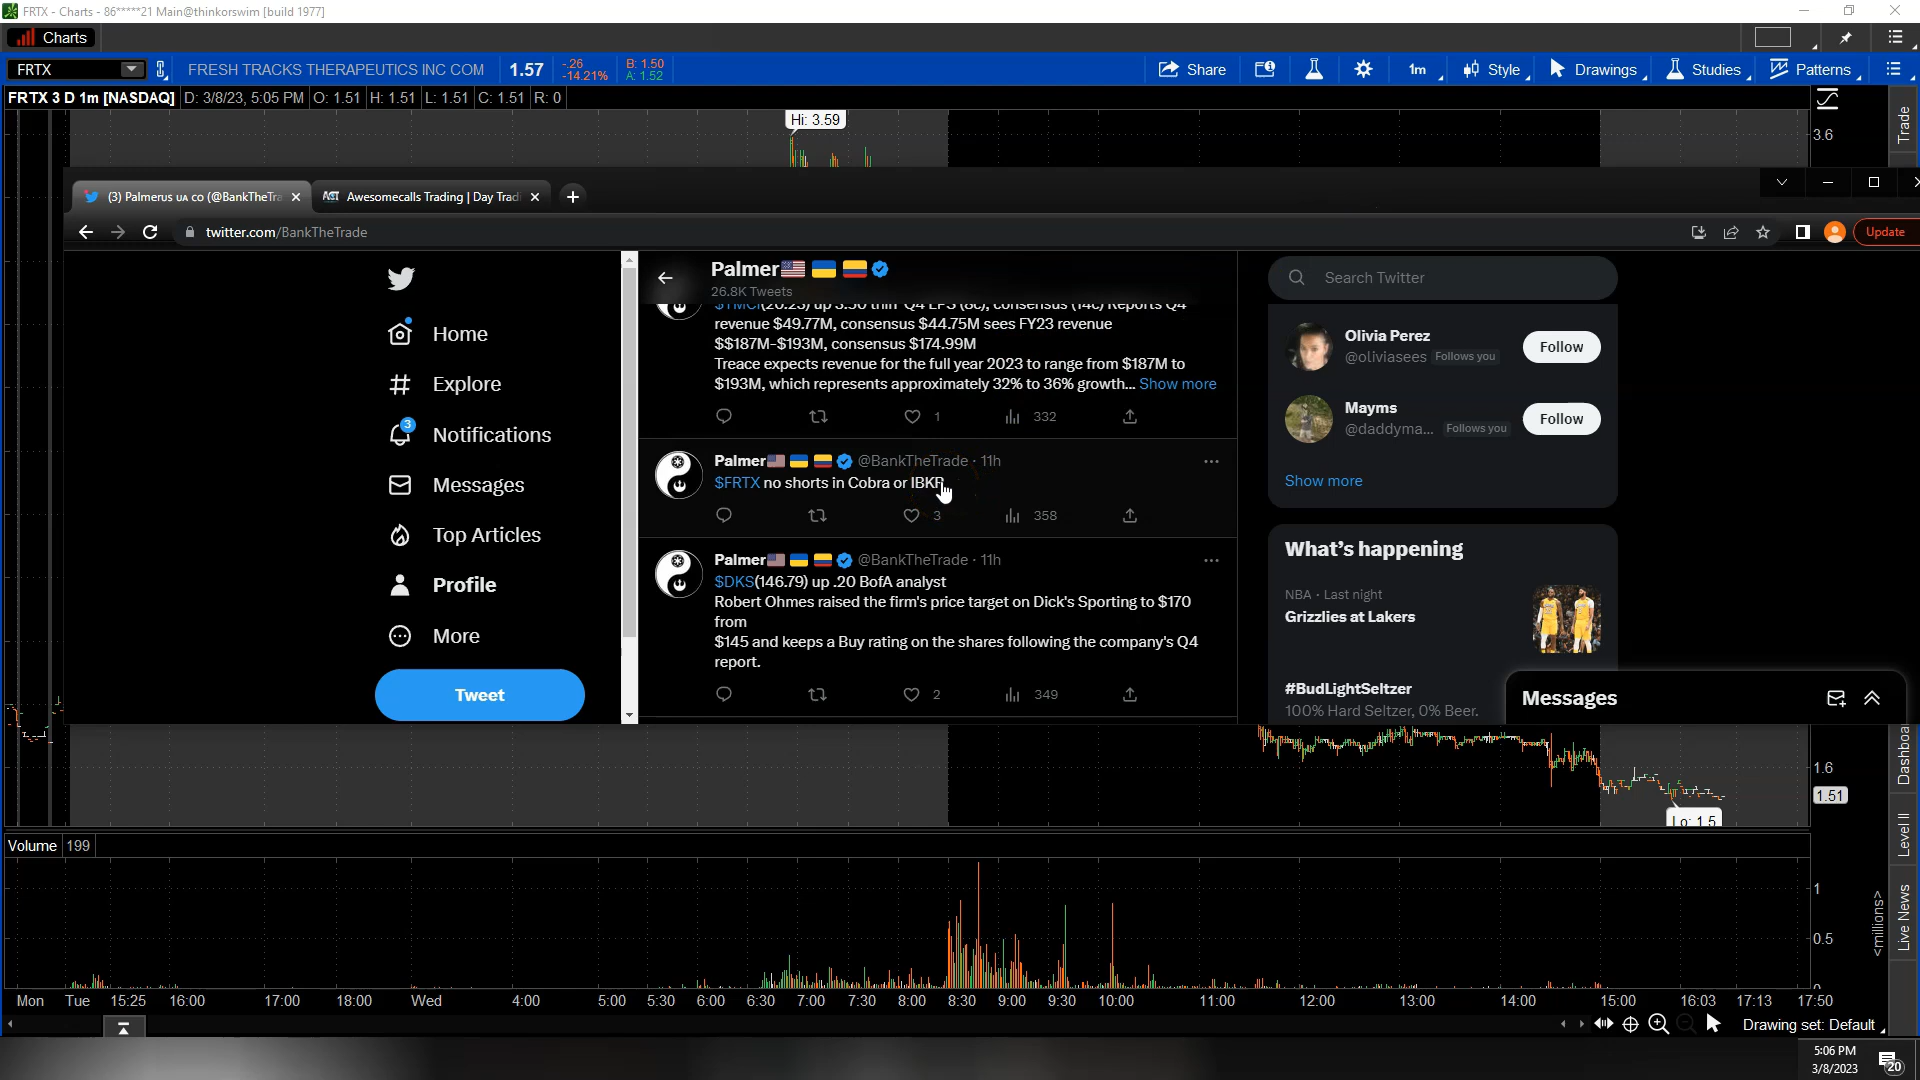 FRTX - Charts - 86*****21 Main@thinkorswim [build 1977]
Charts
FRTX FRESH TRACKS THERAPEUTICS INC COM 1.57 -.26 -14.21% B: 1.50 A: 1.52 Share 1m Style Drawings Studies Patterns
FRTX 3 D 1m [NASDAQ] D: 3/8/23, 5:05 PM O: 1.51 H: 1.51 L: 1.51 C: 1.51 R: 0
Hi: 3.59
3.6
Trade
(3) Palmer
Awesomecalls Trading | Day Tradi
twitter.com/BankTheTrade
Update
Home
Explore
3
Notifications
Messages
Top Articles
Profile
More
Tweet
Palmer
26.8K Tweets
revenue $49.77M, consensus $44.75M sees FY23 revenue
$$187M-$193M, consensus $174.99M
Treace expects revenue for the full year 2023 to range from $187M to
$193M, which represents approximately 32% to 36% growth... Show more
1 332
Palmer @BankTheTrade · 11h
$FRTX no shorts in Cobra or IBKR
3 358
Palmer @BankTheTrade · 11h
$DKS(146.79) up .20 BofA analyst
Robert Ohmes raised the firm's price target on Dick's Sporting to $170
from
$145 and keeps a Buy rating on the shares following the company's Q4
report.
2 349
Search Twitter
Olivia Perez
@oliviasees Follows you
Follow
Mayms
@daddyma... Follows you
Follow
Show more
What's happening
NBA · Last night
Grizzlies at Lakers
#BudLightSeltzer
100% Hard Seltzer, 0% Beer.
Messages
1.6
1.51
Lo: 1.5
Dashboa
Level II
Live News
Volume 199
1
0.5
0
<millions>
Mon Tue 15:25 16:00 17:00 18:00 Wed 4:00 5:00 5:30 6:00 6:30 7:00 7:30 8:00 8:30 9:00 9:30 10:00 11:00 12:00 13:00 14:00 15:00 16:03 17:13 17:50
Drawing set: Default
5:06 PM
3/8/2023
20